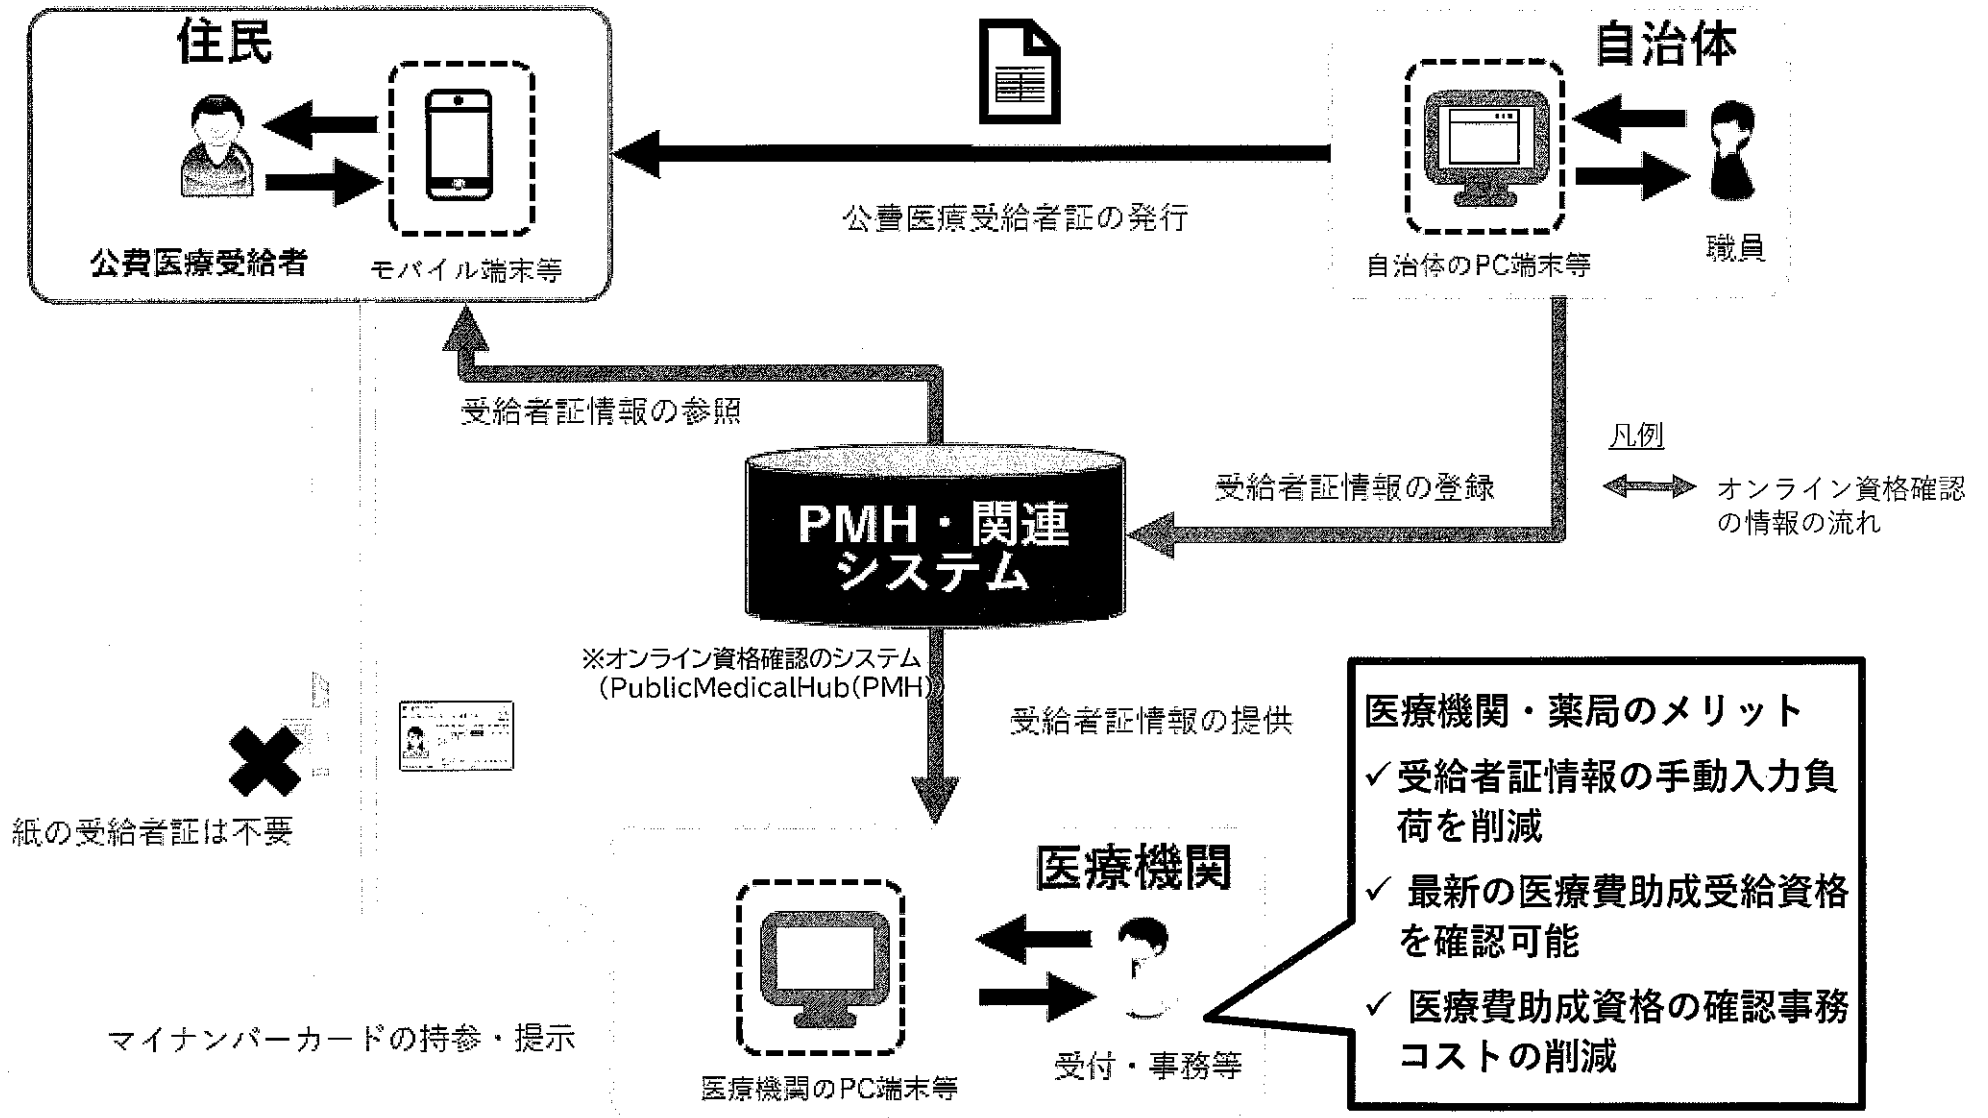 住民
公費医療受給者
モバイル端末等
公費医療受給者証の発行
自治体
自治体のPC端末等
職員
受給者証情報の参照
受給者証情報の登録
凡例
オンライン資格確認
の情報の流れ
PMH・関連
システム
※オンライン資格確認のシステム
（PublicMedicalHub(PMH)）
受給者証情報の提供
紙の受給者証は不要
マイナンバーカードの持参・提示
医療機関
医療機関のPC端末等
受付・事務等
医療機関・薬局のメリット
✓受給者証情報の手動入力負
荷を削減
✓ 最新の医療費助成受給資格
を確認可能
✓ 医療費助成資格の確認事務
コストの削減